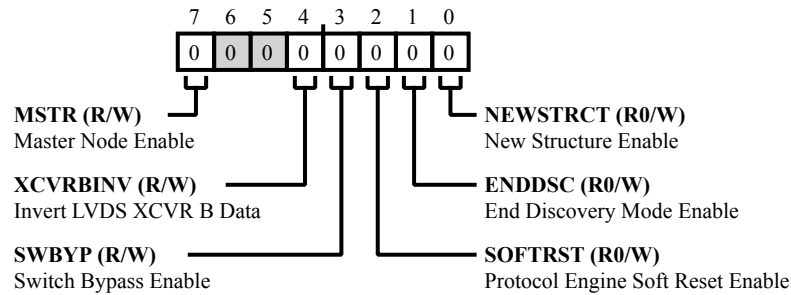 7 6 5 4 3 2 1 0
0 0 0 0 0 0 0 0
MSTR (R/W)
Master Node Enable
XCVRBINV (R/W)
Invert LVDS XCVR B Data
SWBYP (R/W)
Switch Bypass Enable
NEWSTRCT (R0/W)
New Structure Enable
ENDDSC (R0/W)
End Discovery Mode Enable
SOFTRST (R0/W)
Protocol Engine Soft Reset Enable